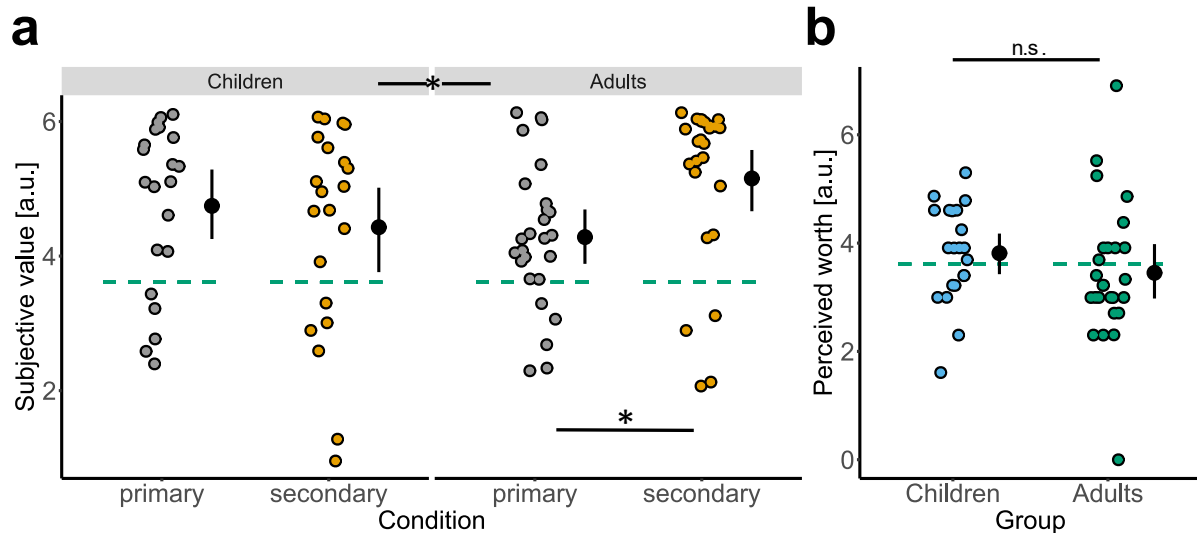 a
Children
*
Adults
Subjective value [a.u.]
6
4
2
*
primary
secondary
primary
secondary
Condition
b
n.s.
Perceived worth [a.u.]
6
4
2
0
Children
Adults
Group